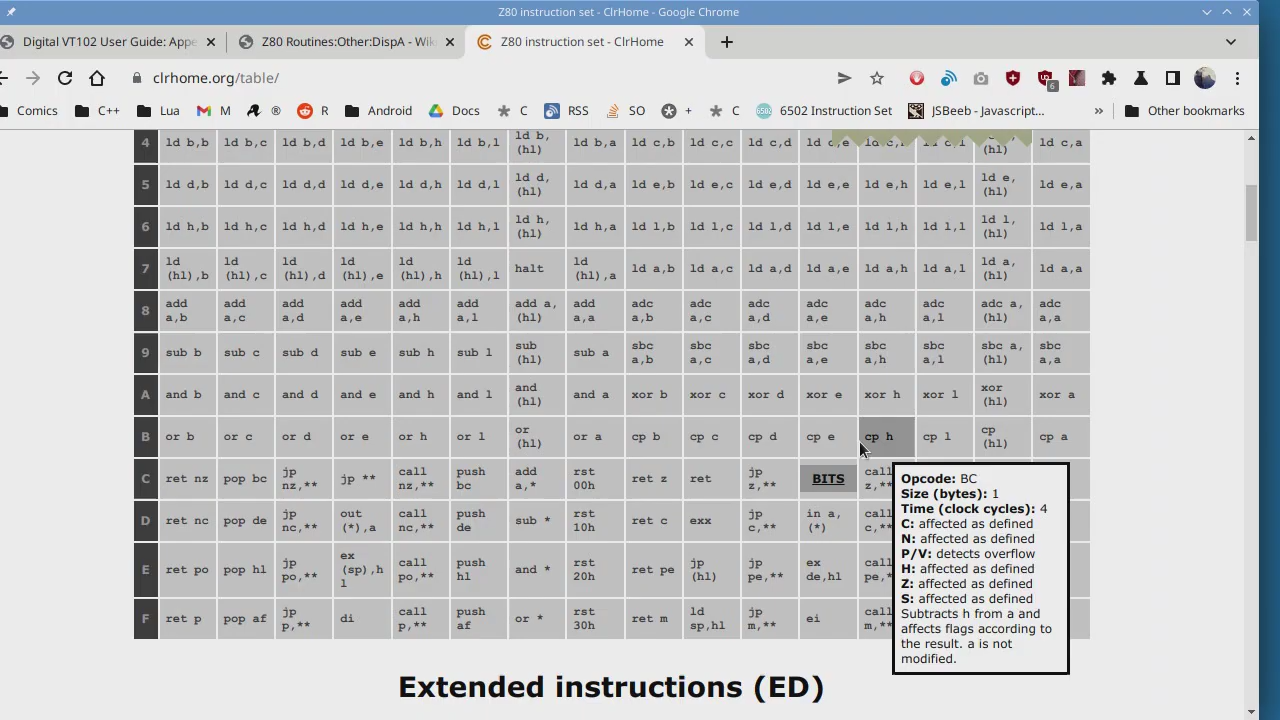 Z80 instruction set - ClrHome - Google Chrome
Digital VT102 User Guide: Appe
Z80 Routines:Other:DispA - Wik
Z80 instruction set - ClrHome
clrhome.org/table/
6
Comics C++ Lua M ® R Android Docs C RSS SO + C 6502 Instruction Set JSBeeb - Javascript... » Other bookmarks
4 ld b,b ld b,c ld b,d ld b,e ld b,h ld b,l ld b,(hl) ld b,a ld c,b ld c,c ld c,d ld c,e ld c,h ld c,l (hl) ld c,a
5 ld d,b ld d,c ld d,d ld d,e ld d,h ld d,l ld d,(hl) ld d,a ld e,b ld e,c ld e,d ld e,e ld e,h ld e,l ld e,(hl) ld e,a
6 ld h,b ld h,c ld h,d ld h,e ld h,h ld h,l ld h,(hl) ld h,a ld l,b ld l,c ld l,d ld l,e ld l,h ld l,l ld l,(hl) ld l,a
7 ld (hl),b ld (hl),c ld (hl),d ld (hl),e ld (hl),h ld (hl),l halt ld (hl),a ld a,b ld a,c ld a,d ld a,e ld a,h ld a,l ld a,(hl) ld a,a
8 add a,b add a,c add a,d add a,e add a,h add a,l add a,(hl) add a,a adc a,b adc a,c adc a,d adc a,e adc a,h adc a,l adc a,(hl) adc a,a
9 sub b sub c sub d sub e sub h sub l sub (hl) sub a sbc a,b sbc a,c sbc a,d sbc a,e sbc a,h sbc a,l sbc a,(hl) sbc a,a
A and b and c and d and e and h and l and (hl) and a xor b xor c xor d xor e xor h xor l xor (hl) xor a
B or b or c or d or e or h or l or (hl) or a cp b cp c cp d cp e cp h cp l cp (hl) cp a
C ret nz pop bc jp nz,** jp ** call nz,** push bc add a,* rst 00h ret z ret jp z,** BITS call z,**
D ret nc pop de jp nc,** out (*),a call nc,** push de sub * rst 10h ret c exx jp c,** in a,(*) call c,**
E ret po pop hl jp po,** ex (sp),hl call po,** push hl and * rst 20h ret pe jp (hl) jp pe,** ex de,hl call pe,*
F ret p pop af jp p,** di call p,** push af or * rst 30h ret m ld sp,hl jp m,** ei call m,**
Opcode: BC
Size (bytes): 1
Time (clock cycles): 4
C: affected as defined
N: affected as defined
P/V: detects overflow
H: affected as defined
Z: affected as defined
S: affected as defined
Subtracts h from a and
affects flags according to
the result. a is not
modified.
Extended instructions (ED)